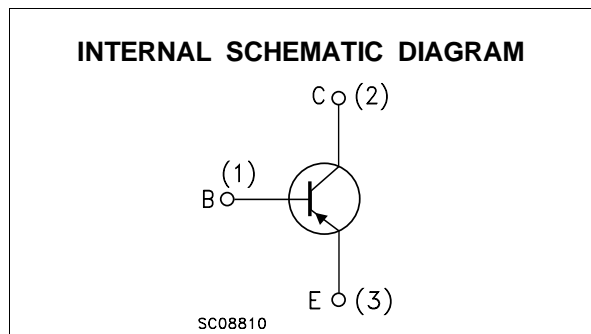 INTERNAL SCHEMATIC DIAGRAM
C (2)
(1)
B
E (3)
SC08810